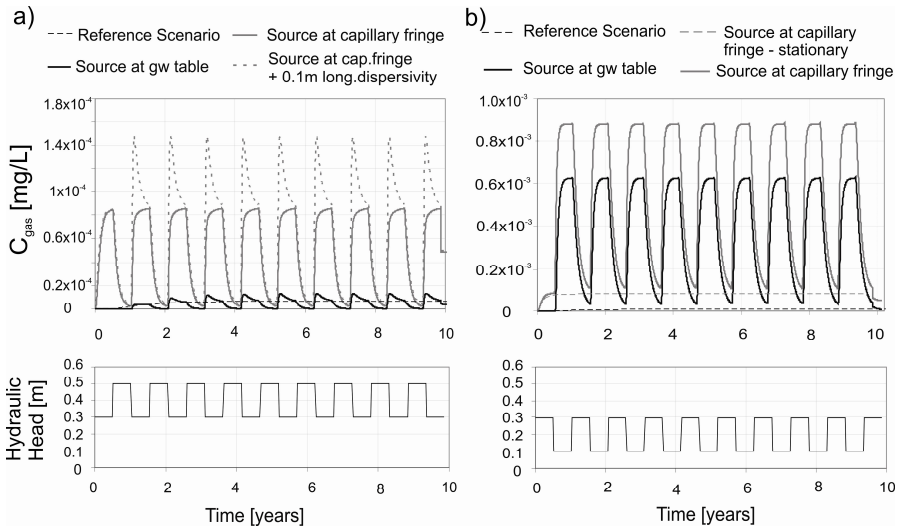 a)
Reference Scenario
Source at capillary fringe
Source at gw table
Source at cap.fringe
+ 0.1m long.dispersivity
C gas [mg/L]
1.8x10⁻⁴
1.4x10⁻⁴
1x10⁻⁴
0.6x10⁻⁴
0.2x10⁻⁴
0
0 2 4 6 8 10
Hydraulic
Head [m]
0.6
0.5
0.4
0.3
0.2
0.1
0
0 2 4 6 8 10
Time [years]
b)
Reference Scenario
Source at capillary
fringe - stationary
Source at gw table
Source at capillary fringe
1.0x10⁻³
0.8x10⁻³
0.6x10⁻³
0.4x10⁻³
0.2x10⁻³
0
0 2 4 6 8 10
0.6
0.5
0.4
0.3
0.2
0.1
0
0 2 4 6 8 10
Time [years]